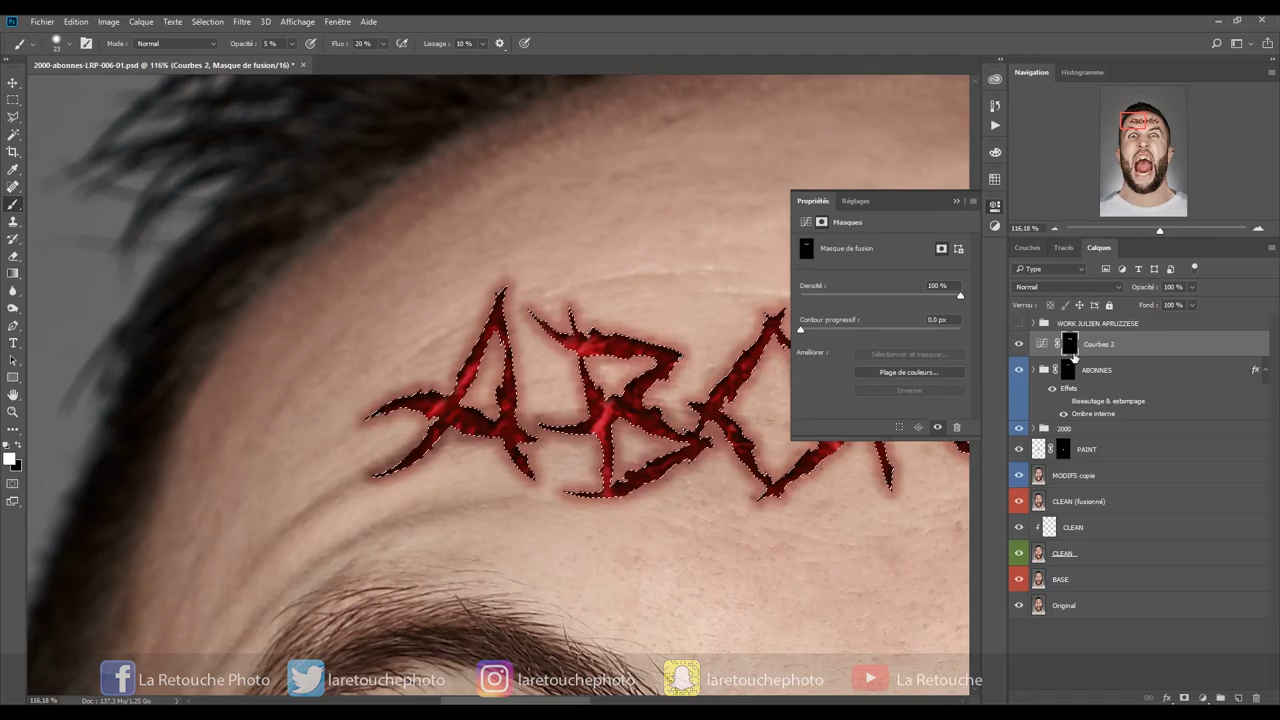 Fichier Edition Image Calque Texte Sélection Filtre 3D Affichage Fenêtre Aide
23 Mode : Normal Opacité : 5 % Flux : 20 % Lissage : 10 %
2000-abonnes-LRP-006-01.psd @ 116% (Courbes 2, Masque de fusion/16) * ×
Navigation Histogramme
116,18 %
Propriétés Réglages
Masques
Masque de fusion
Densité : 100 %
Contour progressif : 0,0 px
Améliorer : Sélectionner et masquer...
Plage de couleurs...
Inverser
Couches Tracés Calques
Type
Normal Opacité : 100 %
Verrou : Fond : 100 %
WORK JULIEN APRUZZESE
Courbes 2
ABONNES fx
Effets
Biseautage & estampage
Ombre interne
2000
PAINT
MODIFS copie
CLEAN (fusionné)
CLEAN
CLEAN
BASE
Original
ABO
La Retouche Photo laretouchephoto laretouchephoto laretouchephoto La Retouche
116,18 % Doc : 137,3 Mo/1,25 Go